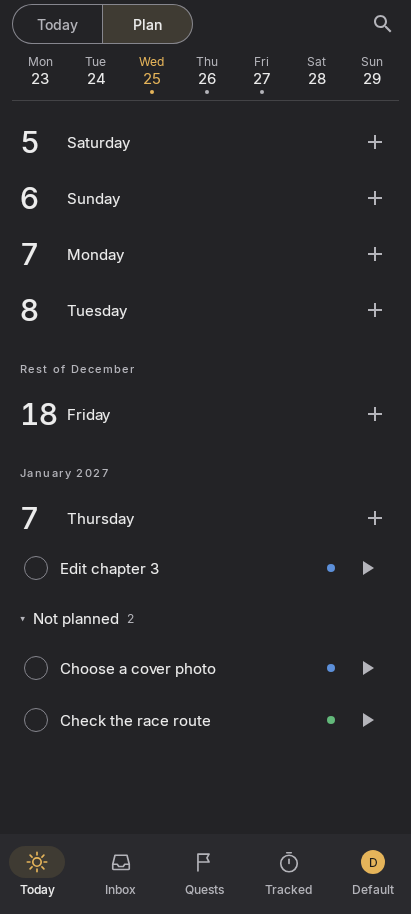 Today Plan
Mon Tue Wed Thu Fri Sat Sun
23 24 25 26 27 28 29
5 Saturday
6 Sunday
7 Monday
8 Tuesday
Rest of December
18 Friday
January 2027
7 Thursday
Edit chapter 3
Not planned 2
Choose a cover photo
Check the race route
D
Today Inbox Quests Tracked Default